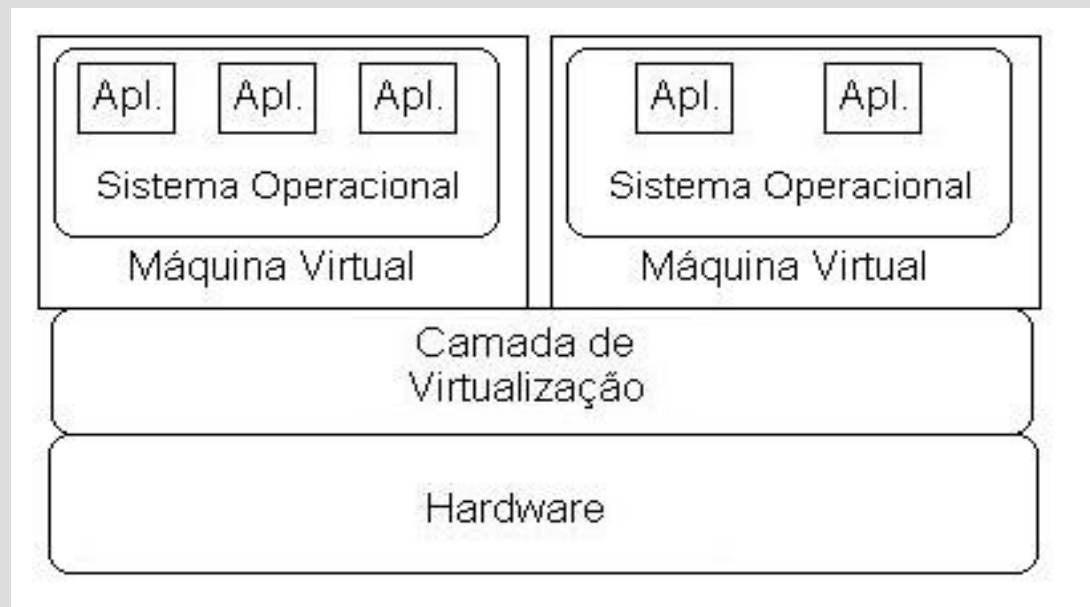 Apl. Apl. Apl. Apl. Apl.
Sistema Operacional Sistema Operacional
Máquina Virtual Máquina Virtual
Camada de
Virtualização
Hardware